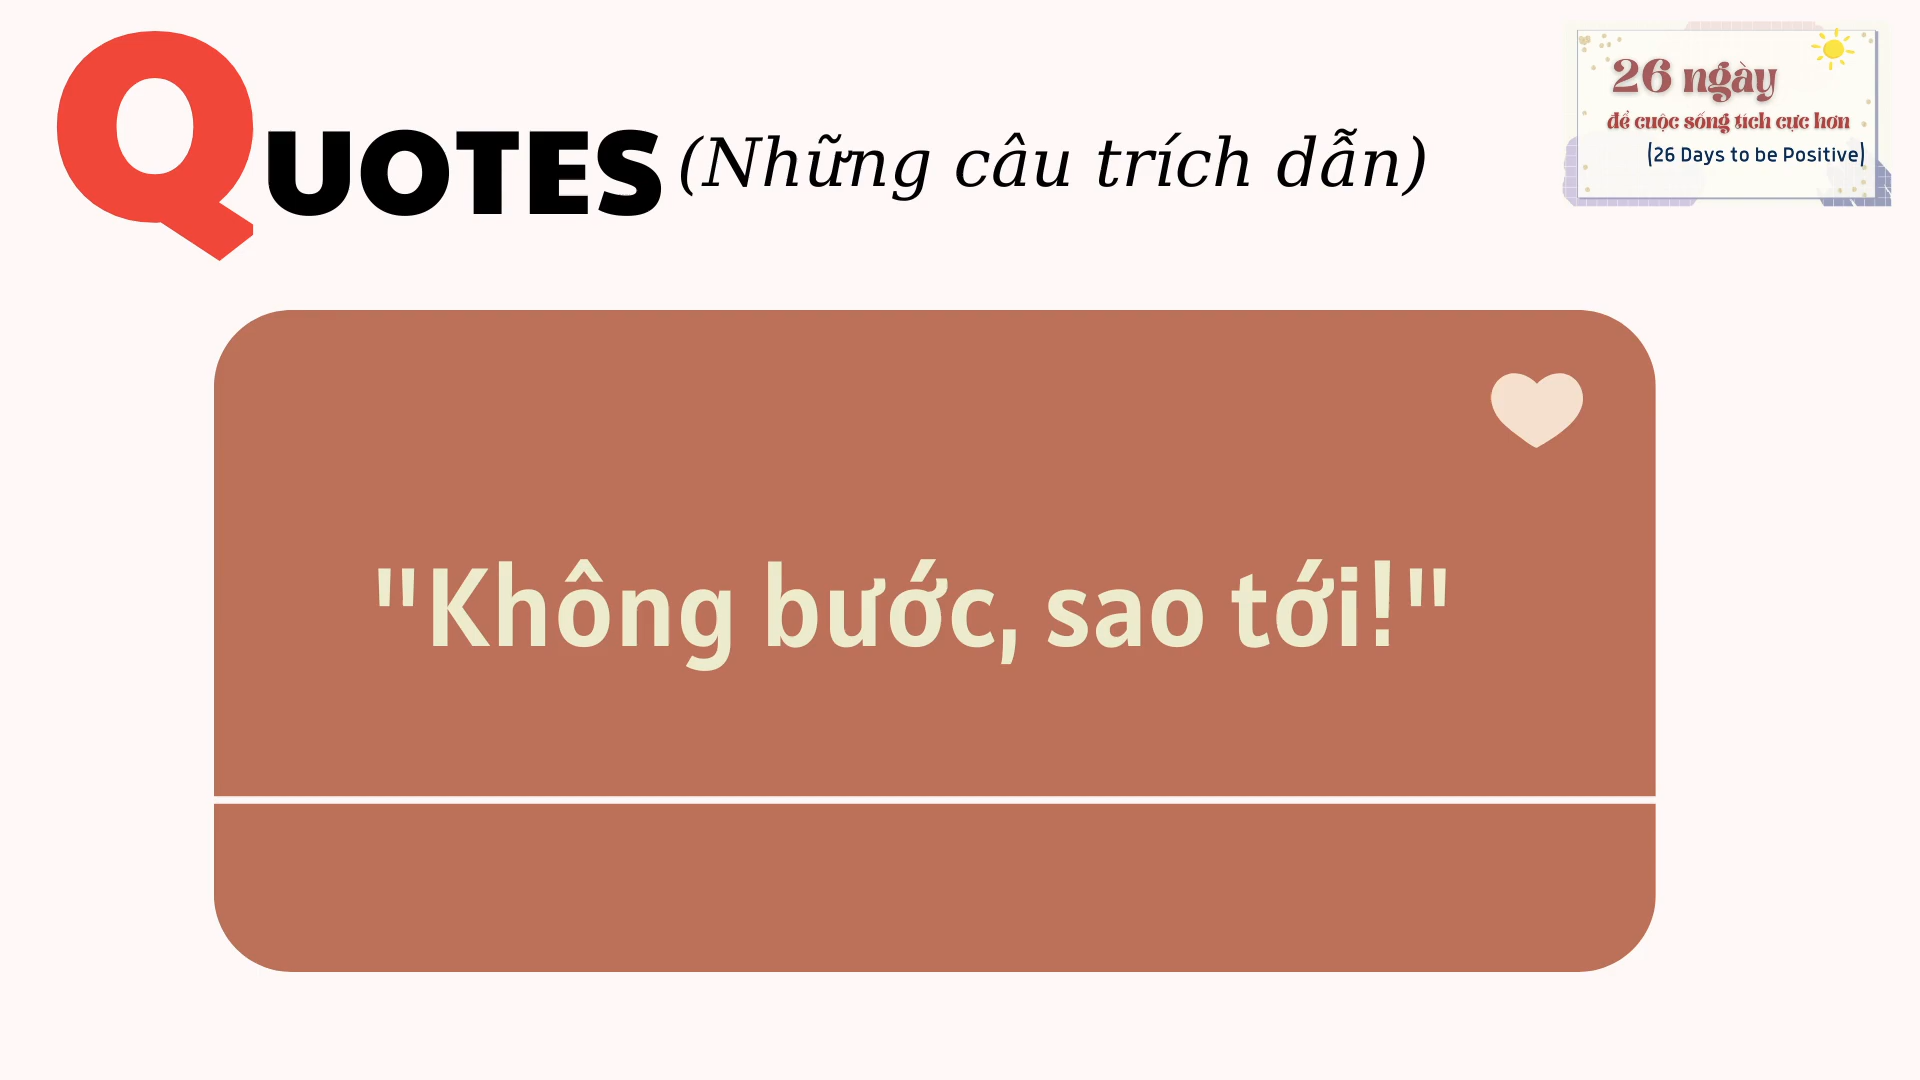 QUOTES (Những câu trích dẫn)
26 ngày
để cuộc sống tích cực hơn
(26 Days to be Positive)
"Không bước, sao tới!"